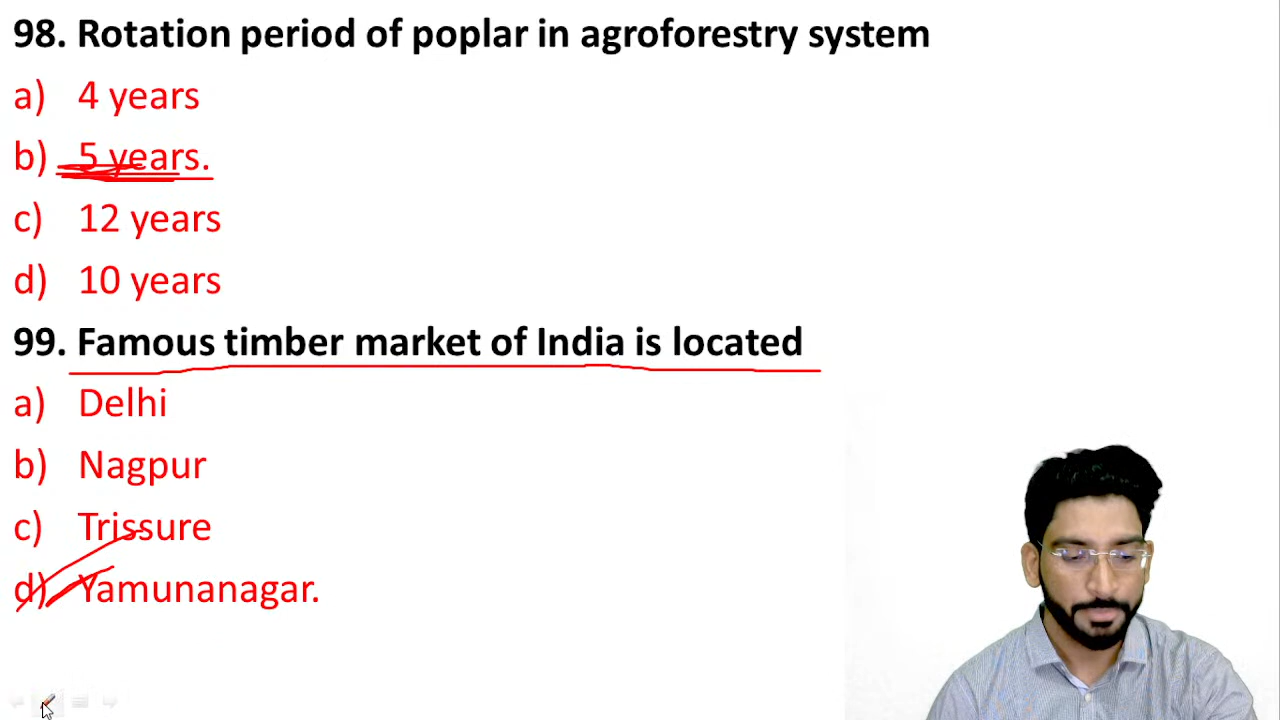 98. Rotation period of poplar in agroforestry system
a) 4 years
b) 5 years.
c) 12 years
d) 10 years
99. Famous timber market of India is located
a) Delhi
b) Nagpur
c) Trissure
d) Yamunanagar.